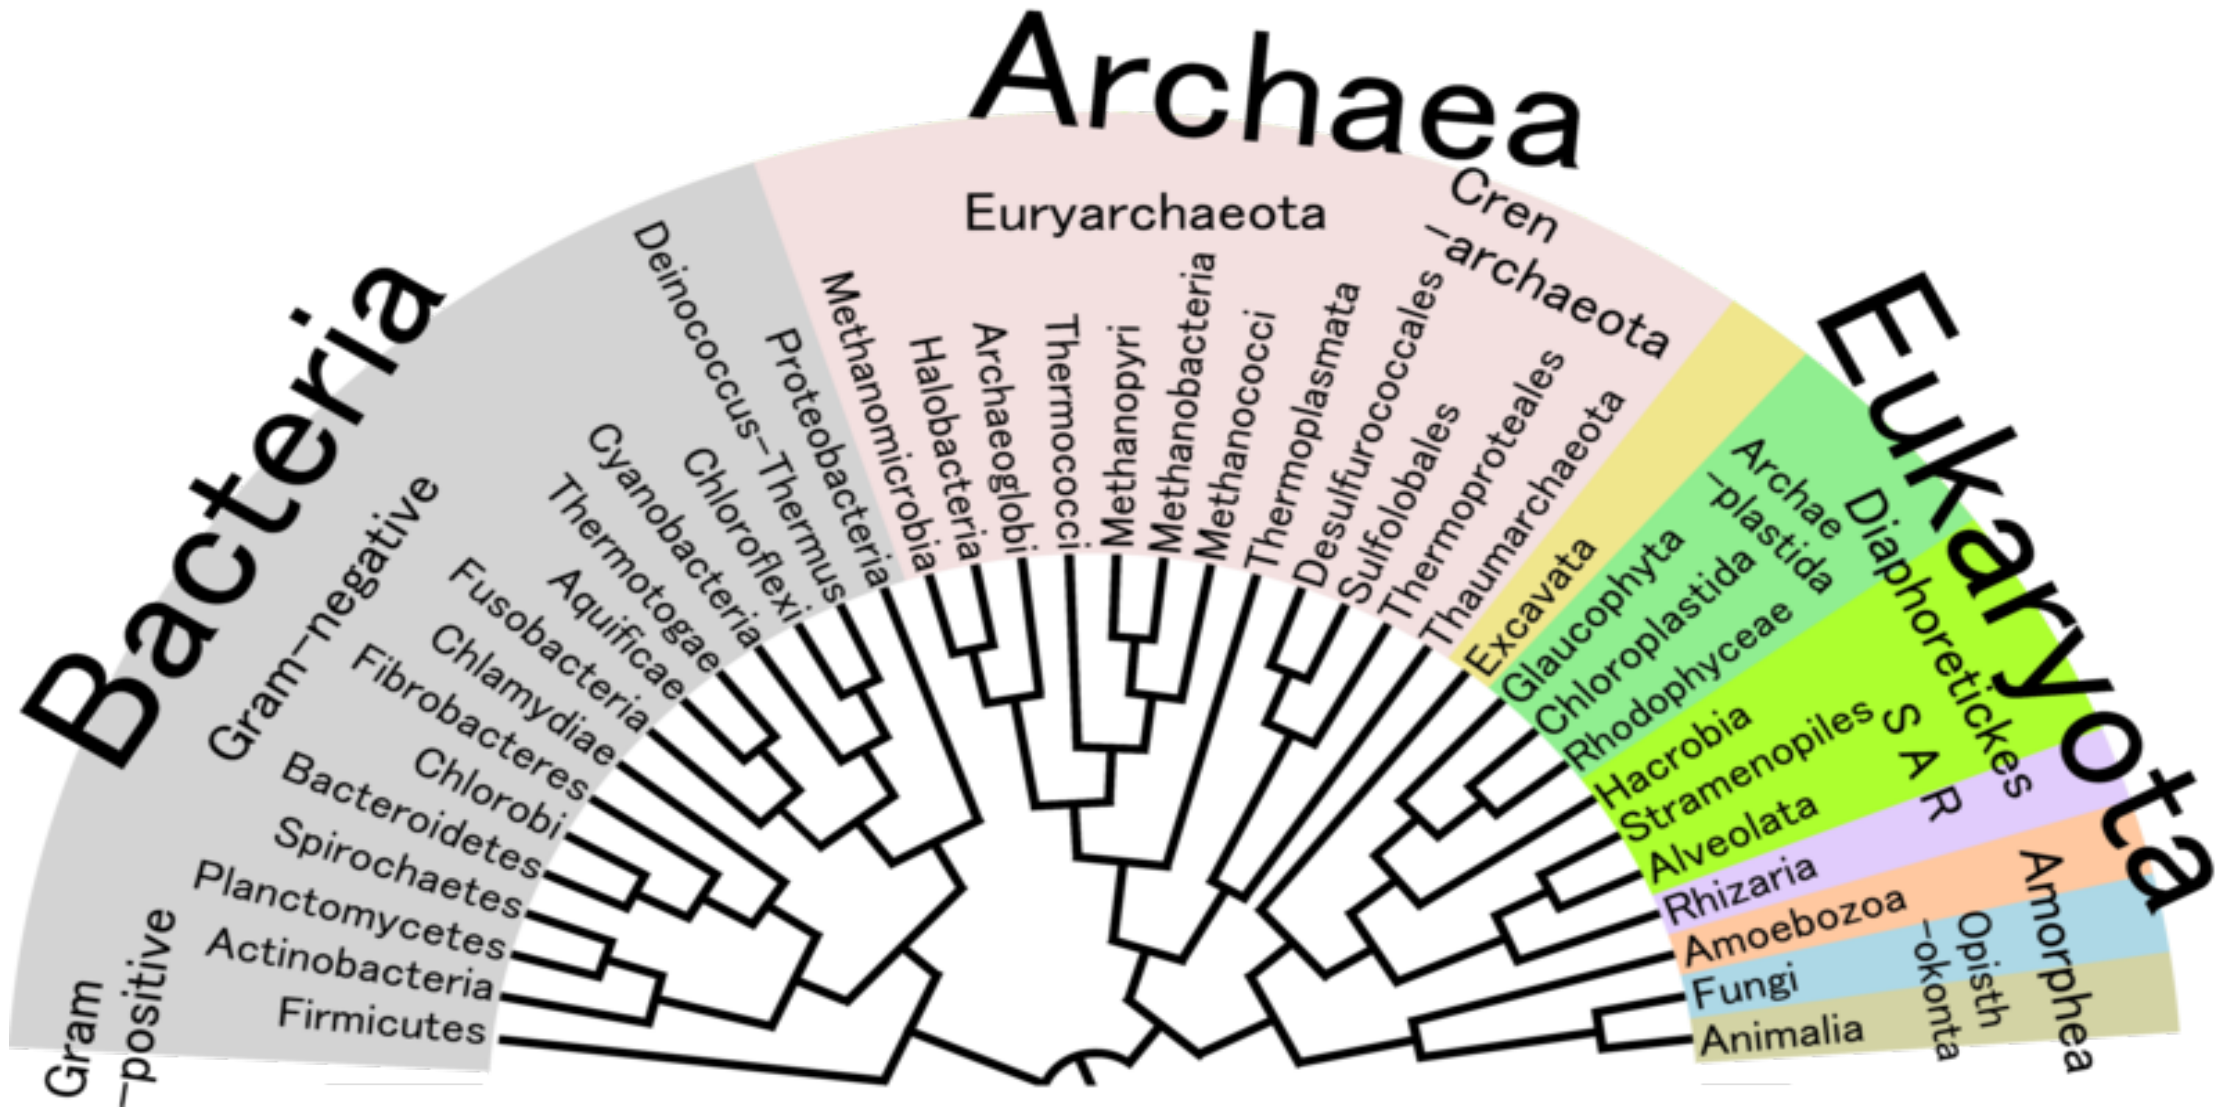 Bacteria
Archaea
Eukaryota
Gram
-positive
Gram-negative
Euryarchaeota
Cren
-archaeota
Archae
-plastida
Diaphoretickes
S A R
Amorphea
Opisth
-okonta
Firmicutes
Actinobacteria
Planctomycetes
Spirochaetes
Bacteroidetes
Chlorobi
Fibrobacteres
Chlamydiae
Fusobacteria
Aquificae
Thermotogae
Cyanobacteria
Chloroflexi
Deinococcus-Thermus
Proteobacteria
Methanomicrobia
Halobacteria
Archaeoglobi
Thermococci
Methanopyri
Methanobacteria
Methanococci
Thermoplasmata
Desulfurococcales
Sulfolobales
Thermoproteales
Thaumarchaeota
Excavata
Glaucophyta
Chloroplastida
Rhodophyceae
Hacrobia
Stramenopiles
Alveolata
Rhizaria
Amoebozoa
Fungi
Animalia